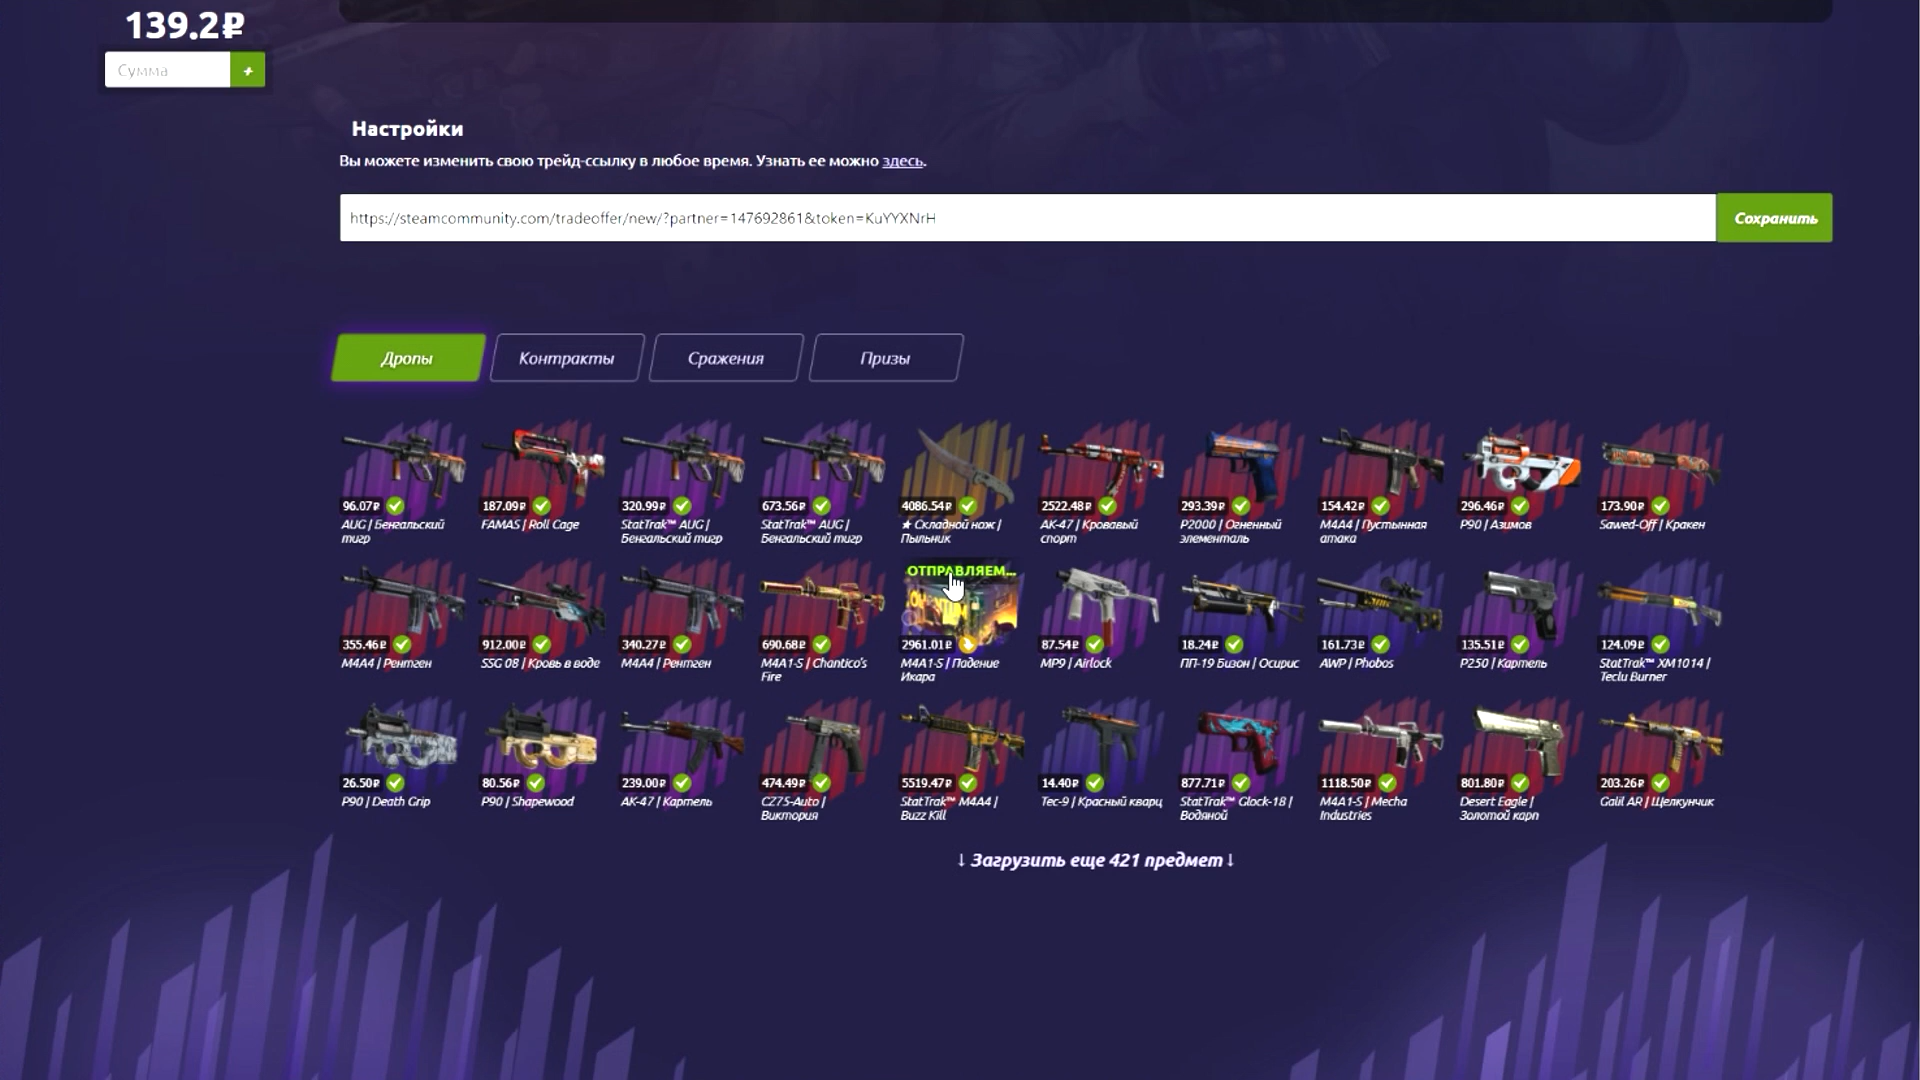 139.2₽
Сумма
+
Настройки
Вы можете изменить свою трейд-ссылку в любое время. Узнать ее можно здесь.
https://steamcommunity.com/tradeoffer/new/?partner=147692861&token=KuYYXNrH
Сохранить
Дропы Контракты Сражения Призы
96.07₽ 187.09₽ 320.99₽ 673.56₽ 4086.54₽ 2522.48₽ 293.39₽ 154.42₽ 296.46₽ 173.90₽
AUG | Бенгальский FAMAS | Roll Cage StatTrak™ AUG | StatTrak™ AUG | ★ Складной нож | AK-47 | Кровавый P2000 | Огненный M4A4 | Пустынная P90 | Азимов Sawed-Off | Кракен
тигр Бенгальский тигр Бенгальский тигр Пыльник спорт элементаль атака
ОТПРАВЛЯЕМ...
355.46₽ 912.00₽ 340.27₽ 690.68₽ 2961.01₽ 87.54₽ 18.24₽ 161.73₽ 135.51₽ 124.09₽
M4A4 | Рентген SSG 08 | Кровь в воде M4A4 | Рентген M4A1-S | Chantico's M4A1-S | Падение MP9 | Airlock ПП-19 Бизон | Осирис AWP | Phobos P250 | Картель StatTrak™ XM1014 |
Fire Икара Teclu Burner
26.50₽ 80.56₽ 239.00₽ 474.49₽ 5519.47₽ 14.40₽ 877.71₽ 1118.50₽ 801.80₽ 203.26₽
P90 | Death Grip P90 | Shapewood AK-47 | Картель CZ75-Auto | StatTrak™ M4A4 | Tec-9 | Красный кварц StatTrak™ Glock-18 | M4A1-S | Mecha Desert Eagle | Galil AR | Щелкунчик
Виктория Buzz Kill Водяной Industries Золотой карп
↓ Загрузить еще 421 предмет ↓